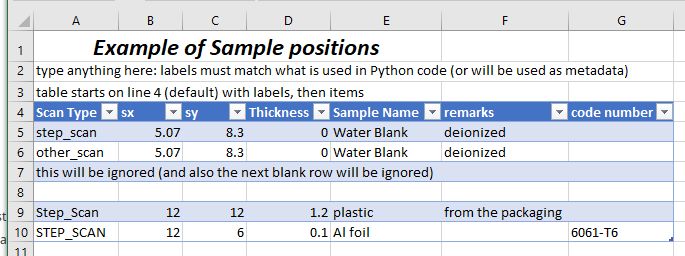 A B C D E F G
1 Example of Sample positions
2 type anything here: labels must match what is used in Python code (or will be used as metadata)
3 table starts on line 4 (default) with labels, then items
4 Scan Type sx sy Thickness Sample Name remarks code number
5 step_scan 5.07 8.3 0 Water Blank deionized
6 other_scan 5.07 8.3 0 Water Blank deionized
7 this will be ignored (and also the next blank row will be ignored)
8
9 Step_Scan 12 12 1.2 plastic from the packaging
10 STEP_SCAN 12 6 0.1 Al foil 6061-T6
11